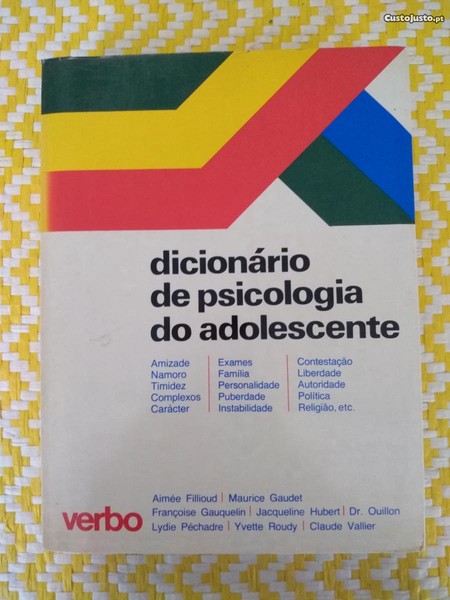 CustoJusto.pt
dicionário
de psicologia
do adolescente
Amizade
Namoro
Timidez
Complexos
Carácter
Exames
Família
Personalidade
Puberdade
Instabilidade
Contestação
Liberdade
Autoridade
Política
Religião, etc.
Aimée Fillioud | Maurice Gaudet
Françoise Gauquelin | Jacqueline Hubert | Dr. Ouillon
Lydie Péchadre | Yvette Roudy | Claude Vallier
verbo